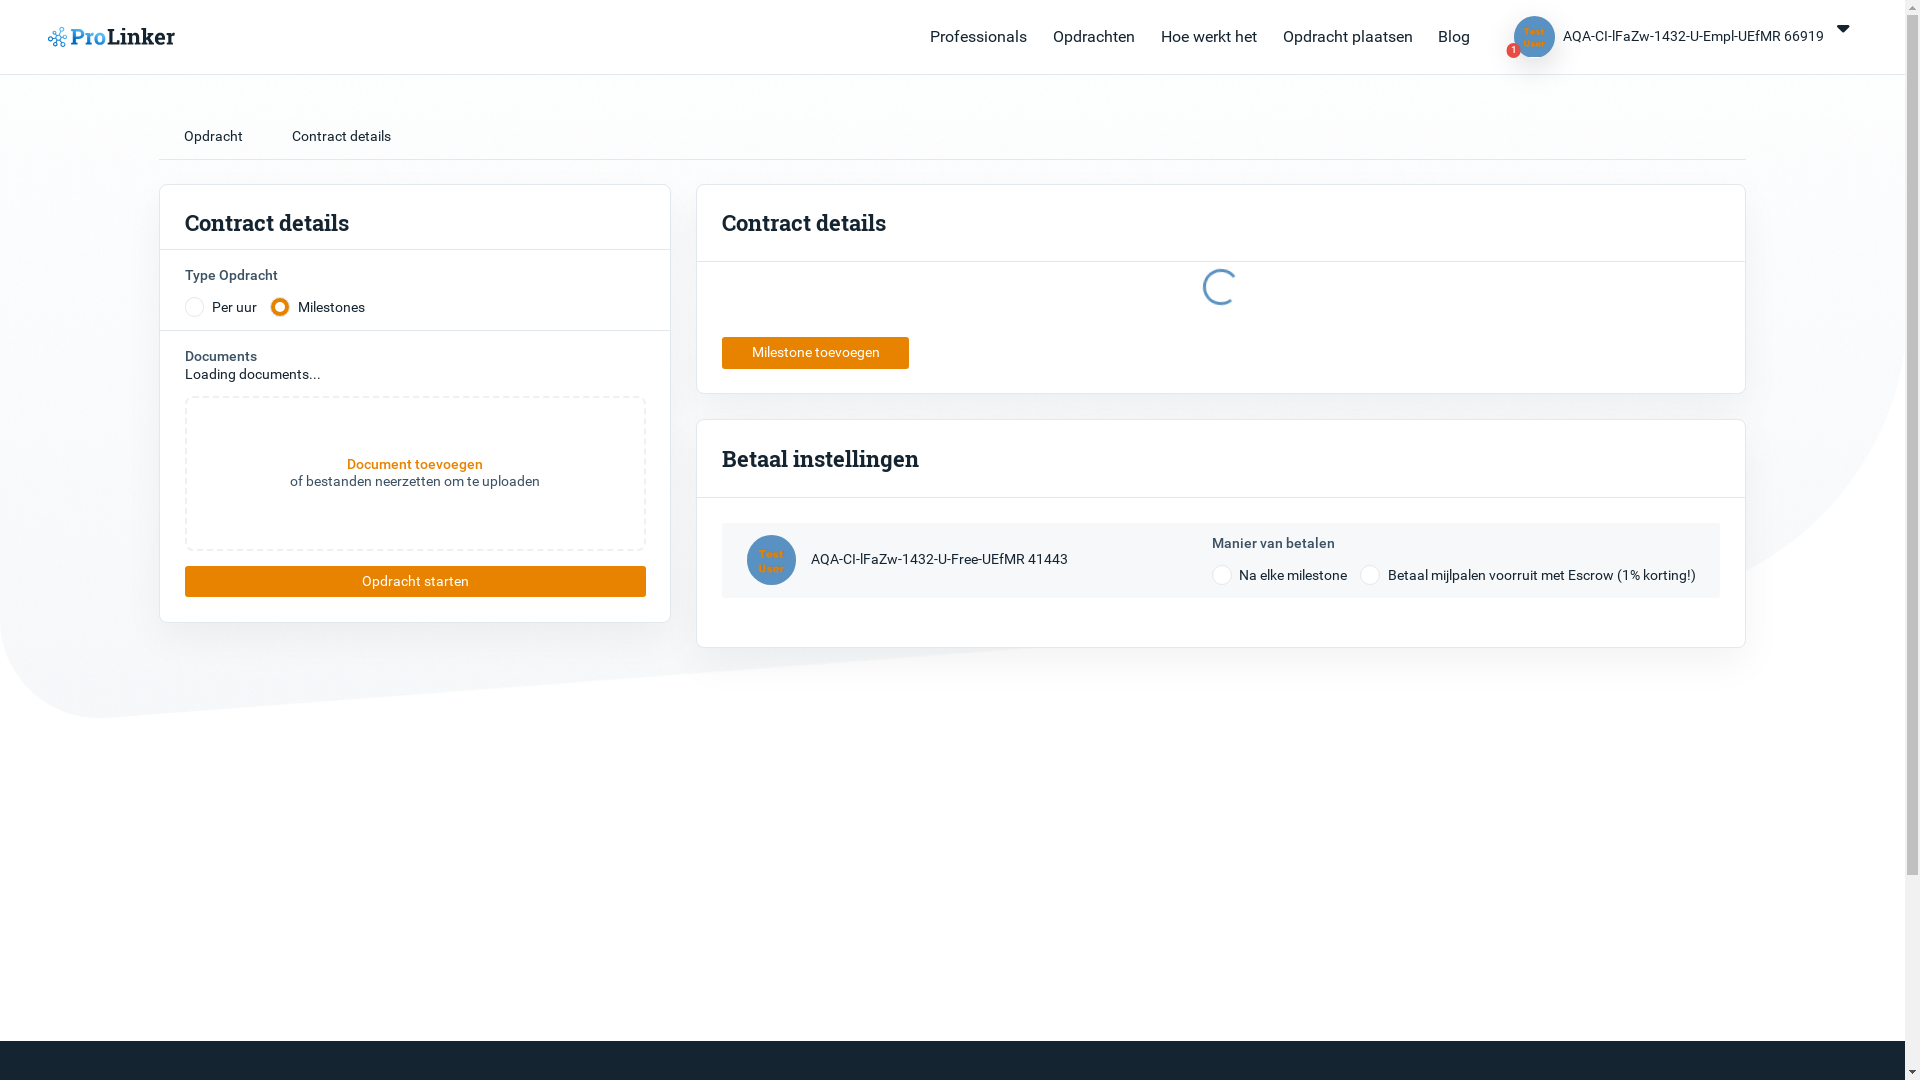 ProLinker
Professionals
Opdrachten
Hoe werkt het
Opdracht plaatsen
Blog
Test
User
1
AQA-CI-lFaZw-1432-U-Empl-UEfMR 66919
Opdracht
Contract details
Contract details
Type Opdracht
Per uur
Milestones
Documents
Loading documents...
Document toevoegen
of bestanden neerzetten om te uploaden
Opdracht starten
Contract details
Milestone toevoegen
Betaal instellingen
Test
User
AQA-CI-lFaZw-1432-U-Free-UEfMR 41443
Manier van betalen
Na elke milestone
Betaal mijlpalen voorruit met Escrow (1% korting!)